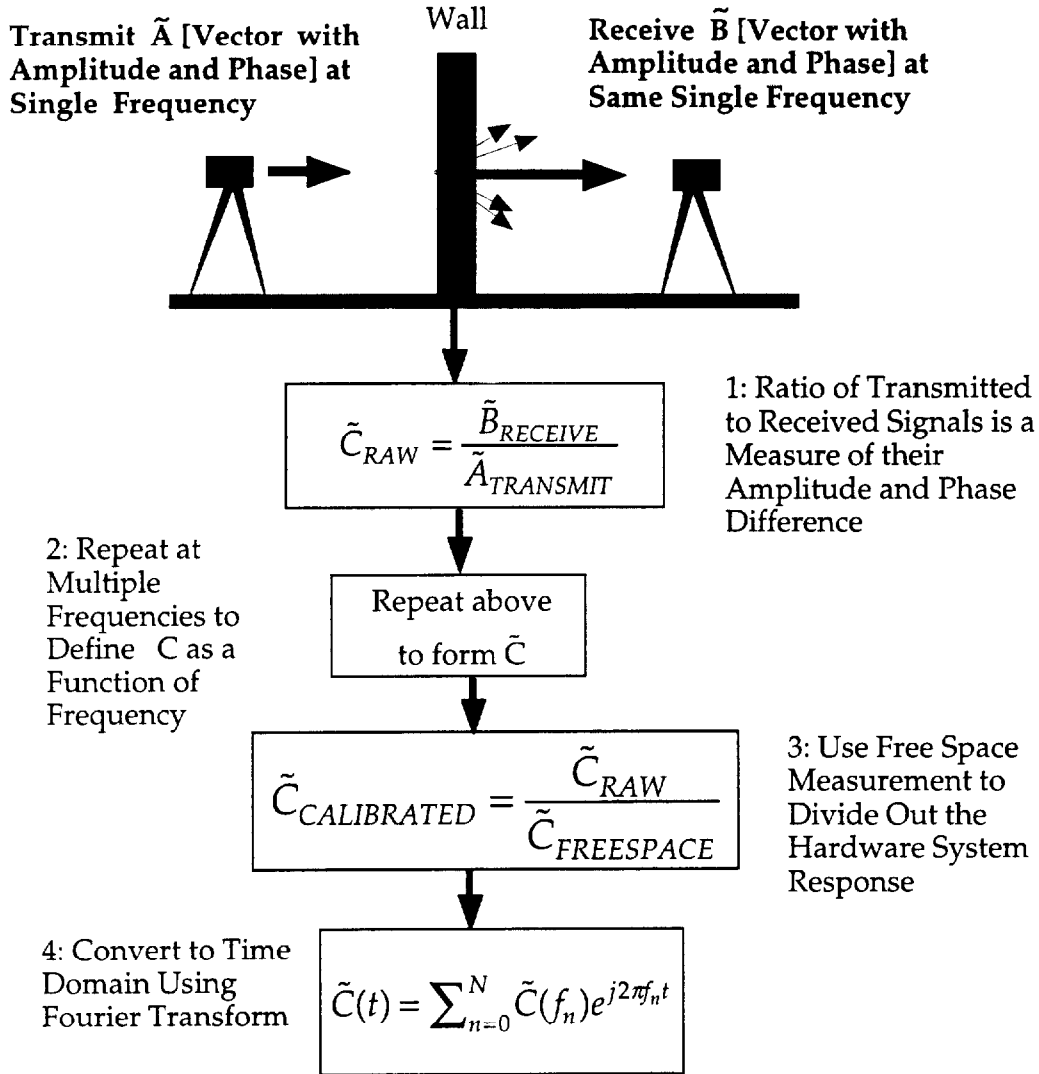 Wall
Transmit Ã [Vector with
Amplitude and Phase] at
Single Frequency
Receive B̃ [Vector with
Amplitude and Phase] at
Same Single Frequency
C̃_RAW = B̃_RECEIVE / Ã_TRANSMIT
1: Ratio of Transmitted
to Received Signals is a
Measure of their
Amplitude and Phase
Difference
2: Repeat at
Multiple
Frequencies to
Define C as a
Function of
Frequency
Repeat above
to form C̃
C̃_CALIBRATED = C̃_RAW / C̃_FREESPACE
3: Use Free Space
Measurement to
Divide Out the
Hardware System
Response
4: Convert to Time
Domain Using
Fourier Transform
C̃(t) = ∑_{n=0}^{N} C̃(f_n)e^{j2πf_n t}